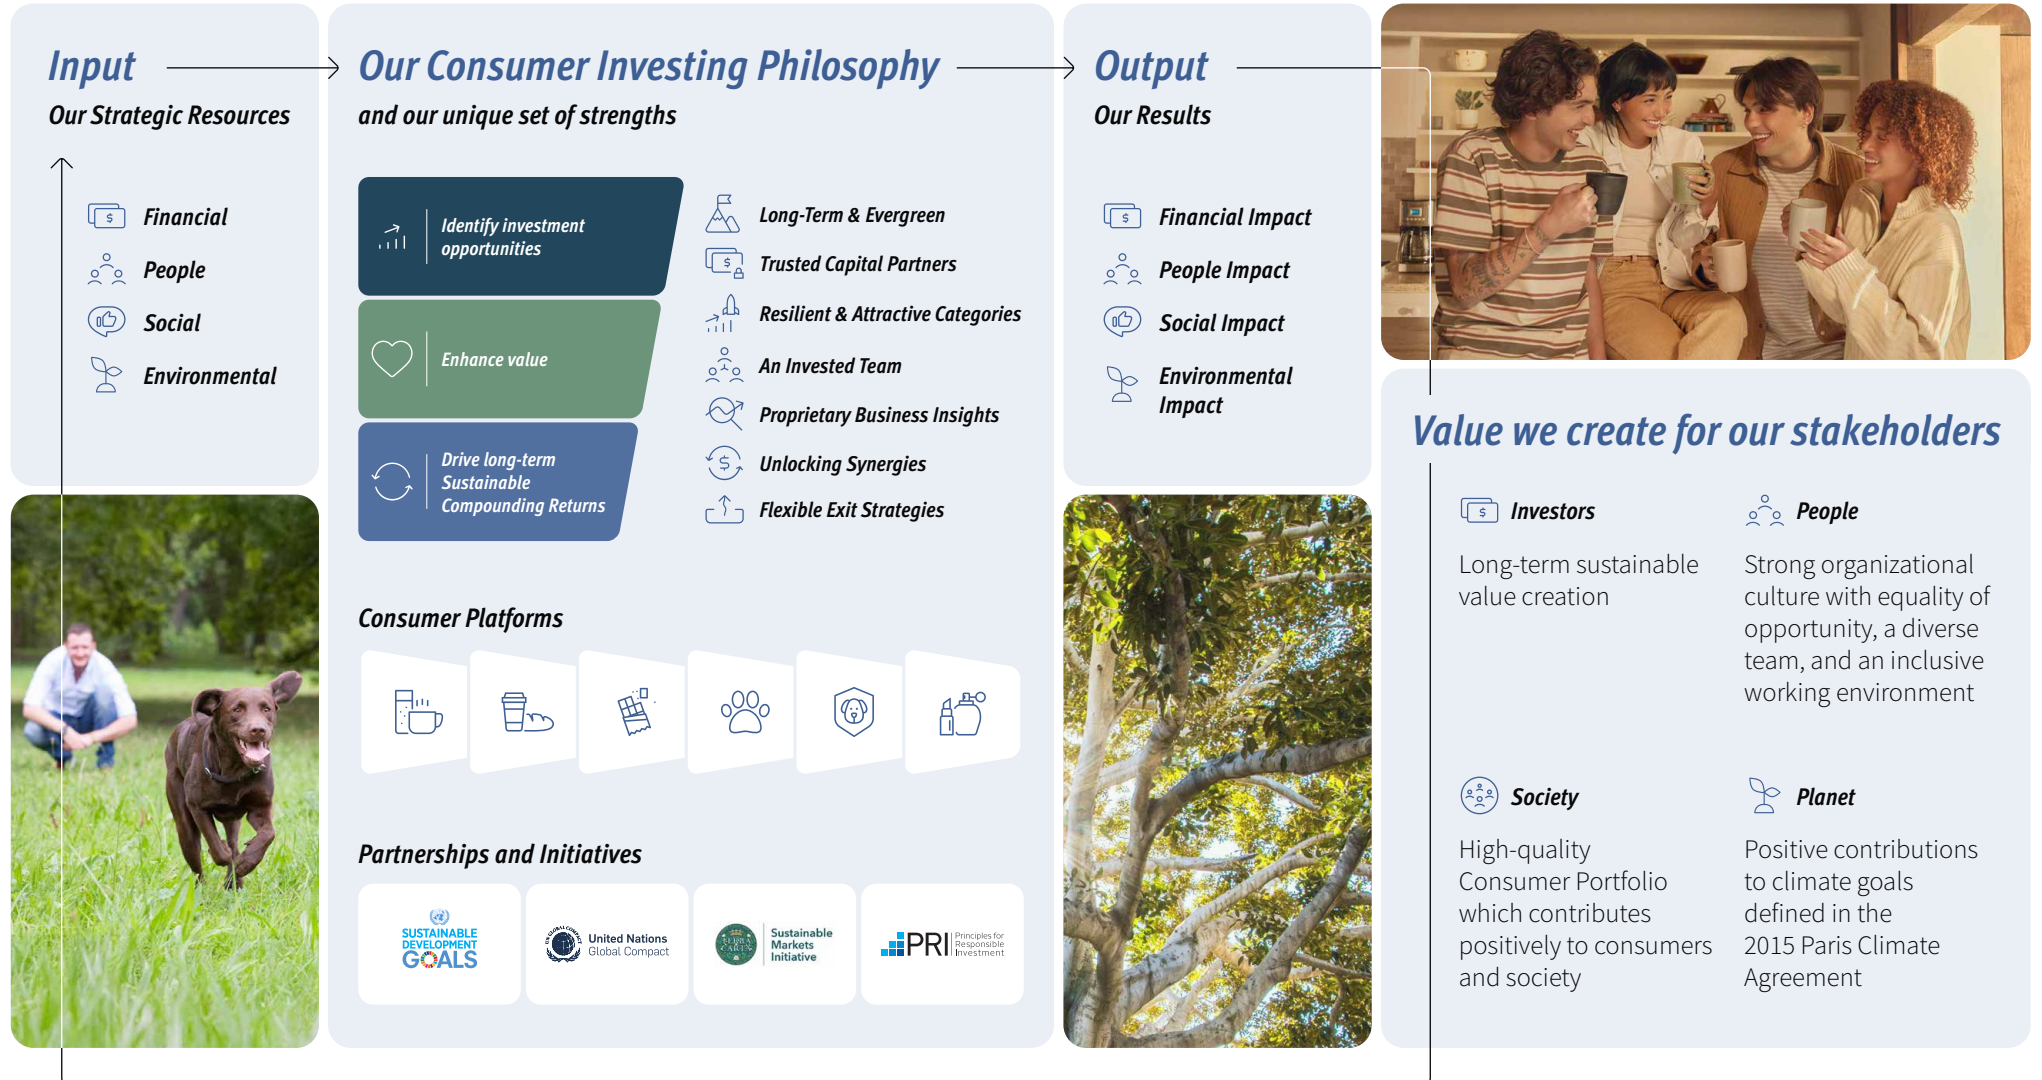 Input
Our Strategic Resources
Financial
People
Social
Environmental
Our Consumer Investing Philosophy
and our unique set of strengths
Identify investment
opportunities
Enhance value
Drive long-term
Sustainable
Compounding Returns
Long-Term & Evergreen
Trusted Capital Partners
Resilient & Attractive Categories
An Invested Team
Proprietary Business Insights
Unlocking Synergies
Flexible Exit Strategies
Consumer Platforms
Partnerships and Initiatives
SUSTAINABLE
DEVELOPMENT
GOALS
United Nations
Global Compact
TERRA
CARTA
Sustainable
Markets
Initiative
PRI
Principles for
Responsible
Investment
Output
Our Results
Financial Impact
People Impact
Social Impact
Environmental
Impact
Value we create for our stakeholders
Investors
Long-term sustainable
value creation
People
Strong organizational
culture with equality of
opportunity, a diverse
team, and an inclusive
working environment
Society
High-quality
Consumer Portfolio
which contributes
positively to consumers
and society
Planet
Positive contributions
to climate goals
defined in the
2015 Paris Climate
Agreement